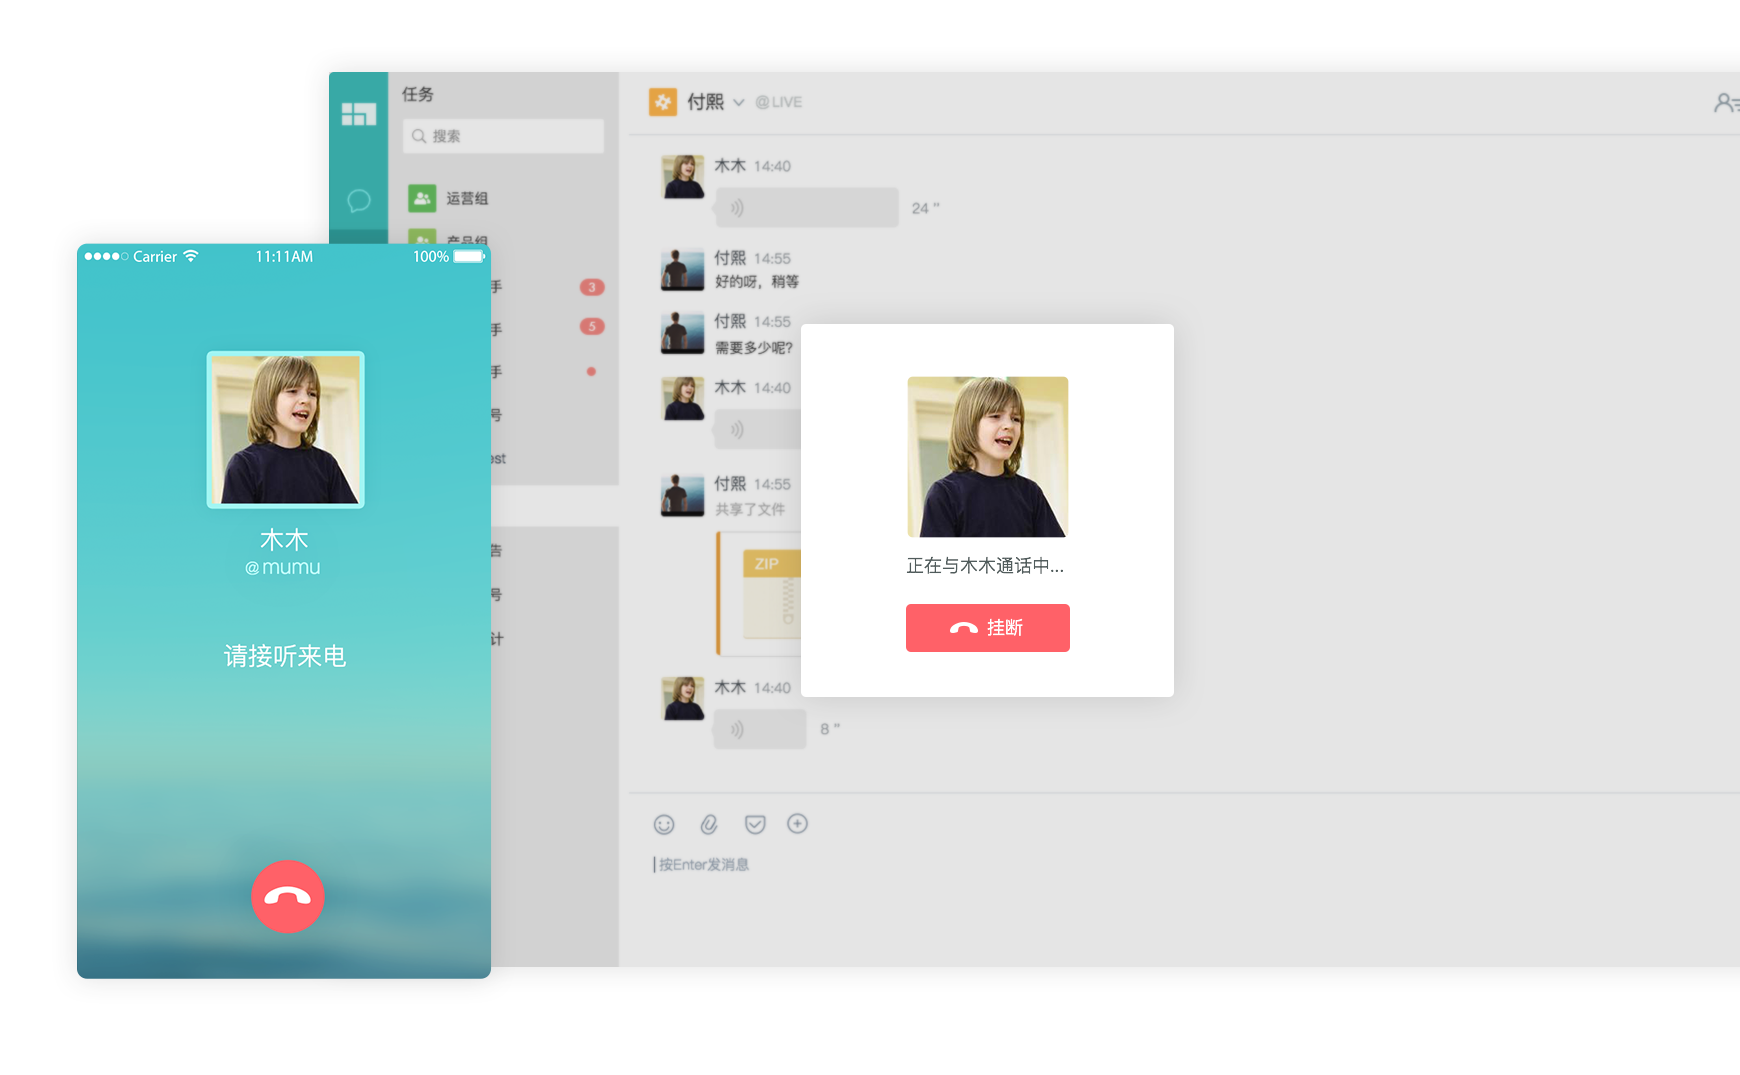 任务
搜索
运营组
产品组
手
3
手
5
手
号
est
告
号
计
付熙 @LIVE
木木 14:40
24 "
付熙 14:55
好的呀，稍等
付熙 14:55
需要多少呢?
木木 14:40
付熙 14:55
共享了文件
ZIP
木木 14:40
8 "
按Enter发消息
Carrier 11:11AM 100%
木木
@mumu
请接听来电
正在与木木通话中...
挂断